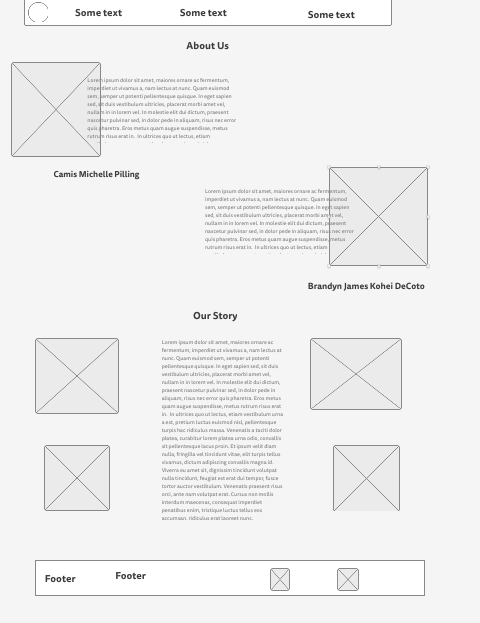 Some text Some text Some text
About Us
Lorem ipsum dolor sit amet, maiores ornare ac fermentum,
imperdiet ut vivamus a, nam lectus at nunc. Quam euismod
sem, semper ut potenti pellentesque quisque. In eget sapien
sed, sit duis vestibulum ultricies, placerat morbi amet vel,
nullam in in lorem vel. In molestie elit dui dictum, praesent
nascetur pulvinar sed, in dolor pede in aliquam, risus nec error
quis pharetra. Eros metus quam augue suspendisse, metus
rutrum risus erat in. In ultrices quo ut lectus, etiam
Camis Michelle Pilling
Lorem ipsum dolor sit amet, maiores ornare ac fermentum,
imperdiet ut vivamus a, nam lectus at nunc. Quam euismod
sem, semper ut potenti pellentesque quisque. In eget sapien
sed, sit duis vestibulum ultricies, placerat morbi amet vel,
nullam in in lorem vel. In molestie elit dui dictum, praesent
nascetur pulvinar sed, in dolor pede in aliquam, risus nec error
quis pharetra. Eros metus quam augue suspendisse, metus
rutrum risus erat in. In ultrices quo ut lectus, etiam
Brandyn James Kohei DeCoto
Our Story
Lorem ipsum dolor sit amet, maiores ornare ac
fermentum, imperdiet ut vivamus a, nam lectus at
nunc. Quam euismod sem, semper ut potenti
pellentesque quisque. In eget sapien sed, sit duis
vestibulum ultricies, placerat morbi amet vel,
nullam in in lorem vel. In molestie elit dui dictum,
praesent nascetur pulvinar sed, in dolor pede in
aliquam, risus nec error quis pharetra. Eros metus
quam augue suspendisse, metus rutrum risus erat
in. In ultrices quo ut lectus, etiam vestibulum urna
a est, pretium luctus euismod nisl, pellentesque
turpis hac ridiculus massa. Venenatis a taciti dolor
platea, curabitur lorem platea urna odio, convallis
sit pellentesque lacus proin. Et ipsum velit diam
nulla, fringilla vel tincidunt vitae, elit turpis tellus
vivamus, dictum adipiscing convallis magna id.
Viverra eu amet sit, dignissim tincidunt volutpat
nulla tincidunt, feugiat est erat dui tempor, fusce
tortor auctor vestibulum. Venenatis praesent risus
orci, ante nam volutpat erat. Cursus non mollis
interdum maecenas, consequat imperdiet
penatibus enim, tristique luctus tellus eos
accumsan, ridiculus erat laoreet nunc.
Footer Footer